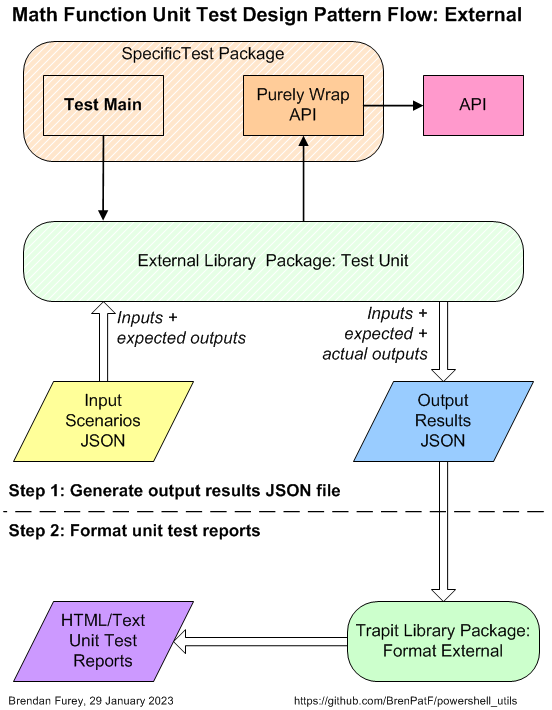 Math Function Unit Test Design Pattern Flow: External
SpecificTest Package
Test Main
Purely Wrap
API
API
External Library Package: Test Unit
Inputs +
expected outputs
Inputs +
expected +
actual outputs
Input
Scenarios
JSON
Output
Results
JSON
Step 1: Generate output results JSON file
Step 2: Format unit test reports
HTML/Text
Unit Test
Reports
Trapit Library Package:
Format External
Brendan Furey, 29 January 2023
https://github.com/BrenPatF/powershell_utils